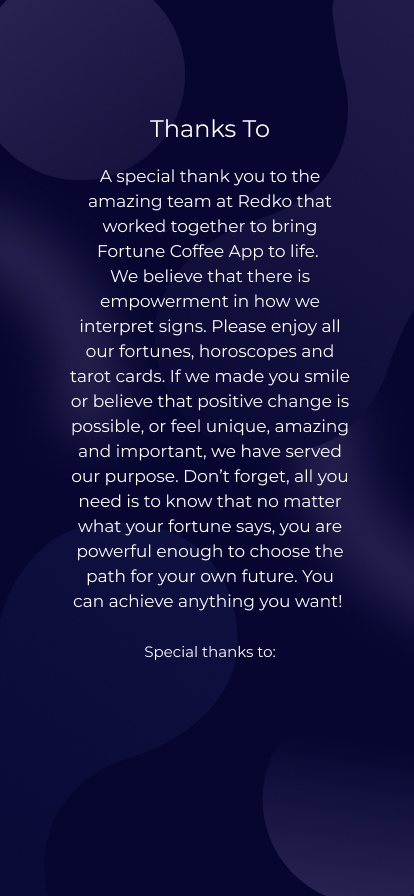 Thanks To
A special thank you to the
amazing team at Redko that
worked together to bring
Fortune Coffee App to life.
We believe that there is
empowerment in how we
interpret signs. Please enjoy all
our fortunes, horoscopes and
tarot cards. If we made you smile
or believe that positive change is
possible, or feel unique, amazing
and important, we have served
our purpose. Don’t forget, all you
need is to know that no matter
what your fortune says, you are
powerful enough to choose the
path for your own future. You
can achieve anything you want!
Special thanks to: